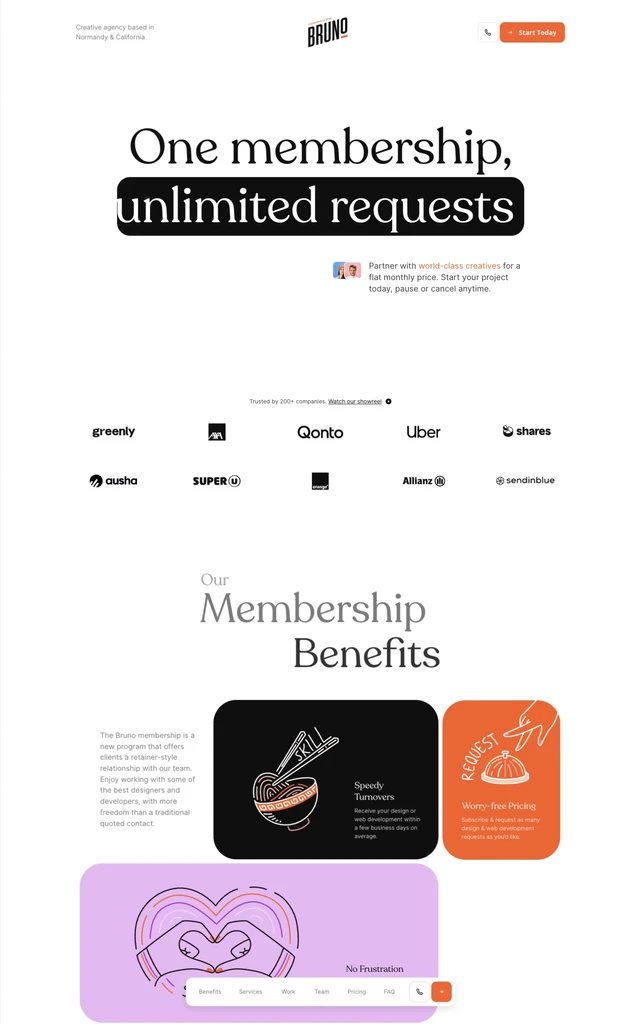 Creative agency based in
Normandy & California
BRUNO
Start Today
One membership,
unlimited requests
Partner with world-class creatives for a
flat monthly price. Start your project
today, pause or cancel anytime.
Trusted by 200+ companies. Watch our showreel
greenly
AXA
Qonto
Uber
shares
ausha
SUPER U
orange
Allianz
sendinblue
Our
Membership
Benefits
The Bruno membership is a
new program that offers
clients a retainer-style
relationship with our team.
Enjoy working with some of
the best designers and
developers, with more
freedom than a traditional
quoted contact.
SKILL
Speedy
Turnovers
Receive your design or
web development within
a few business days on
average.
REQUEST
Worry-free Pricing
Subscribe & request as many
design & web development
requests as you'd like.
No Frustration
Benefits
Services
Work
Team
Pricing
FAQ